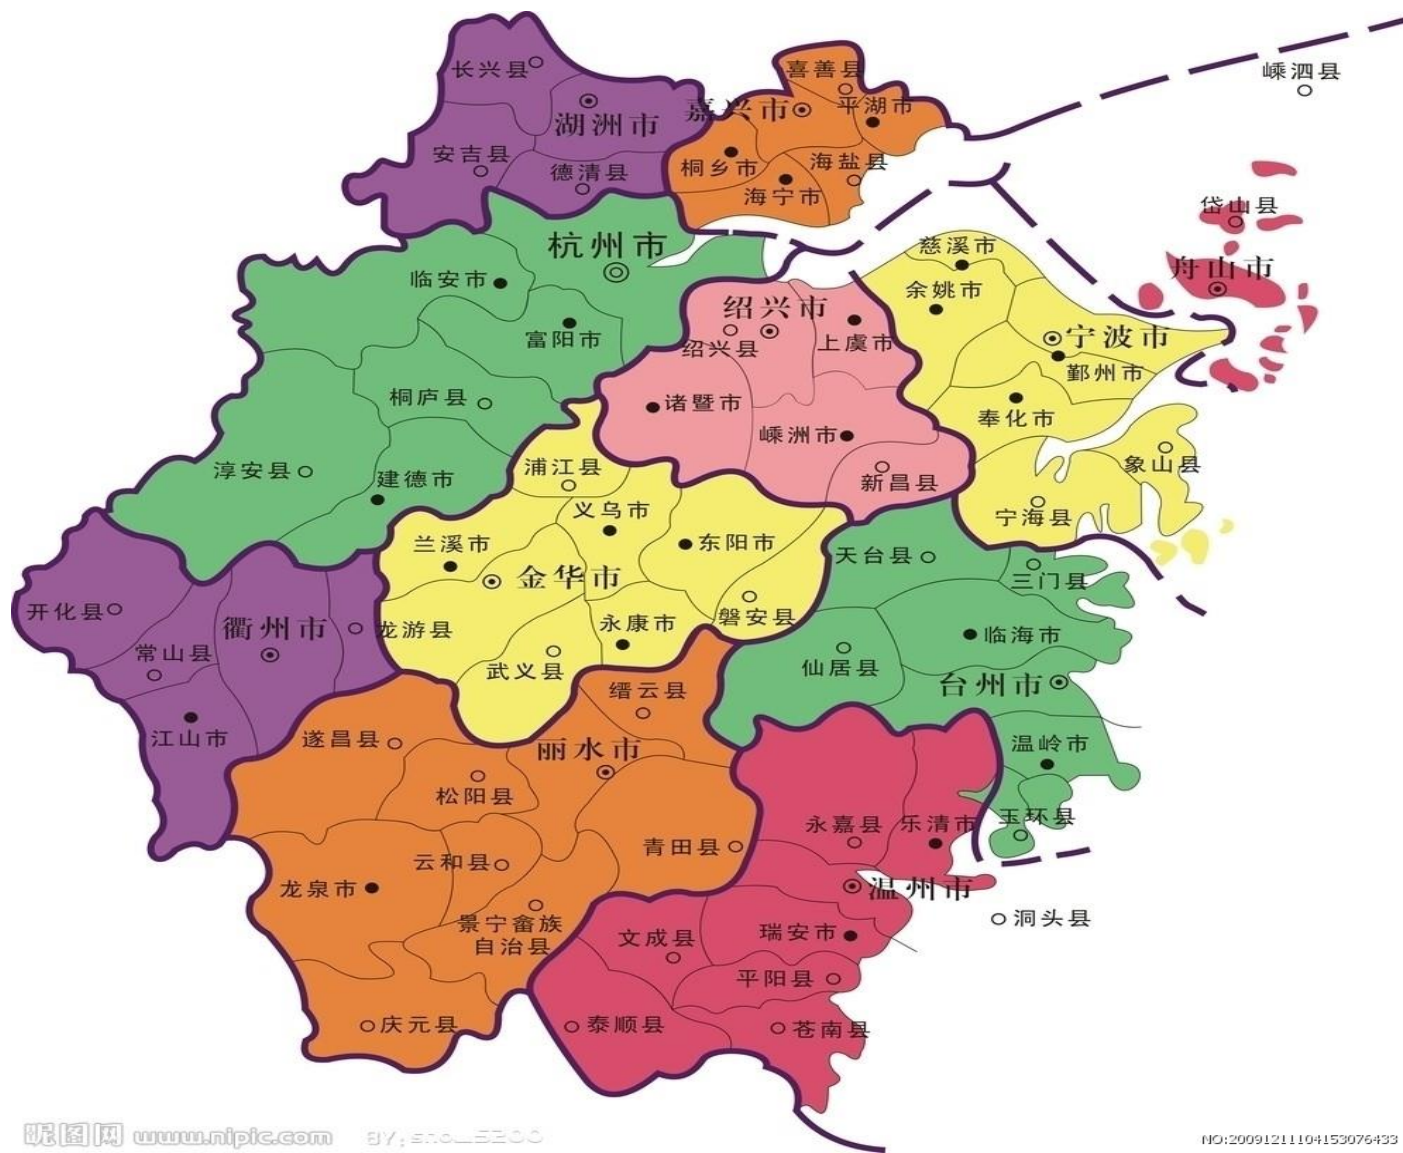 嵊泗县
长兴县
喜善县
湖洲市
嘉兴市
平湖市
安吉县
德清县
桐乡市
海盐县
海宁市
岱山县
杭州市
慈溪市
舟山市
临安市
余姚市
绍兴市
富阳市
绍兴县
上虞市
宁波市
鄞州市
桐庐县
诸暨市
奉化市
嵊洲市
淳安县
建德市
浦江县
新昌县
象山县
义乌市
宁海县
兰溪市
东阳市
天台县
金华市
三门县
开化县
衢州市
龙游县
永康市
磐安县
临海市
常山县
武义县
仙居县
缙云县
台州市
江山市
遂昌县
丽水市
温岭市
松阳县
永嘉县
乐清市
玉环县
云和县
青田县
龙泉市
温州市
景宁畲族
自治县
文成县
瑞安市
洞头县
平阳县
庆元县
泰顺县
苍南县
昵图网 www.nipic.com
NO:20091211104153076433